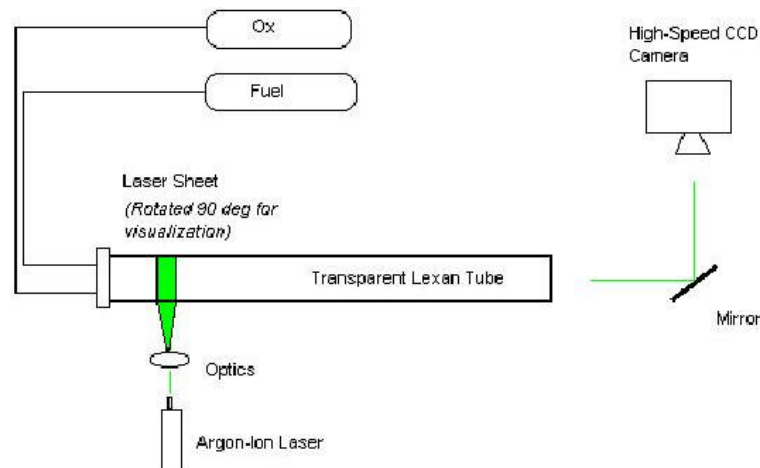 Ox
High-Speed CCD
Camera
Fuel
Laser Sheet
(Rotated 90 deg for
visualization)
Transparent Lexan Tube
Mirror
Optics
Argon-Ion Laser